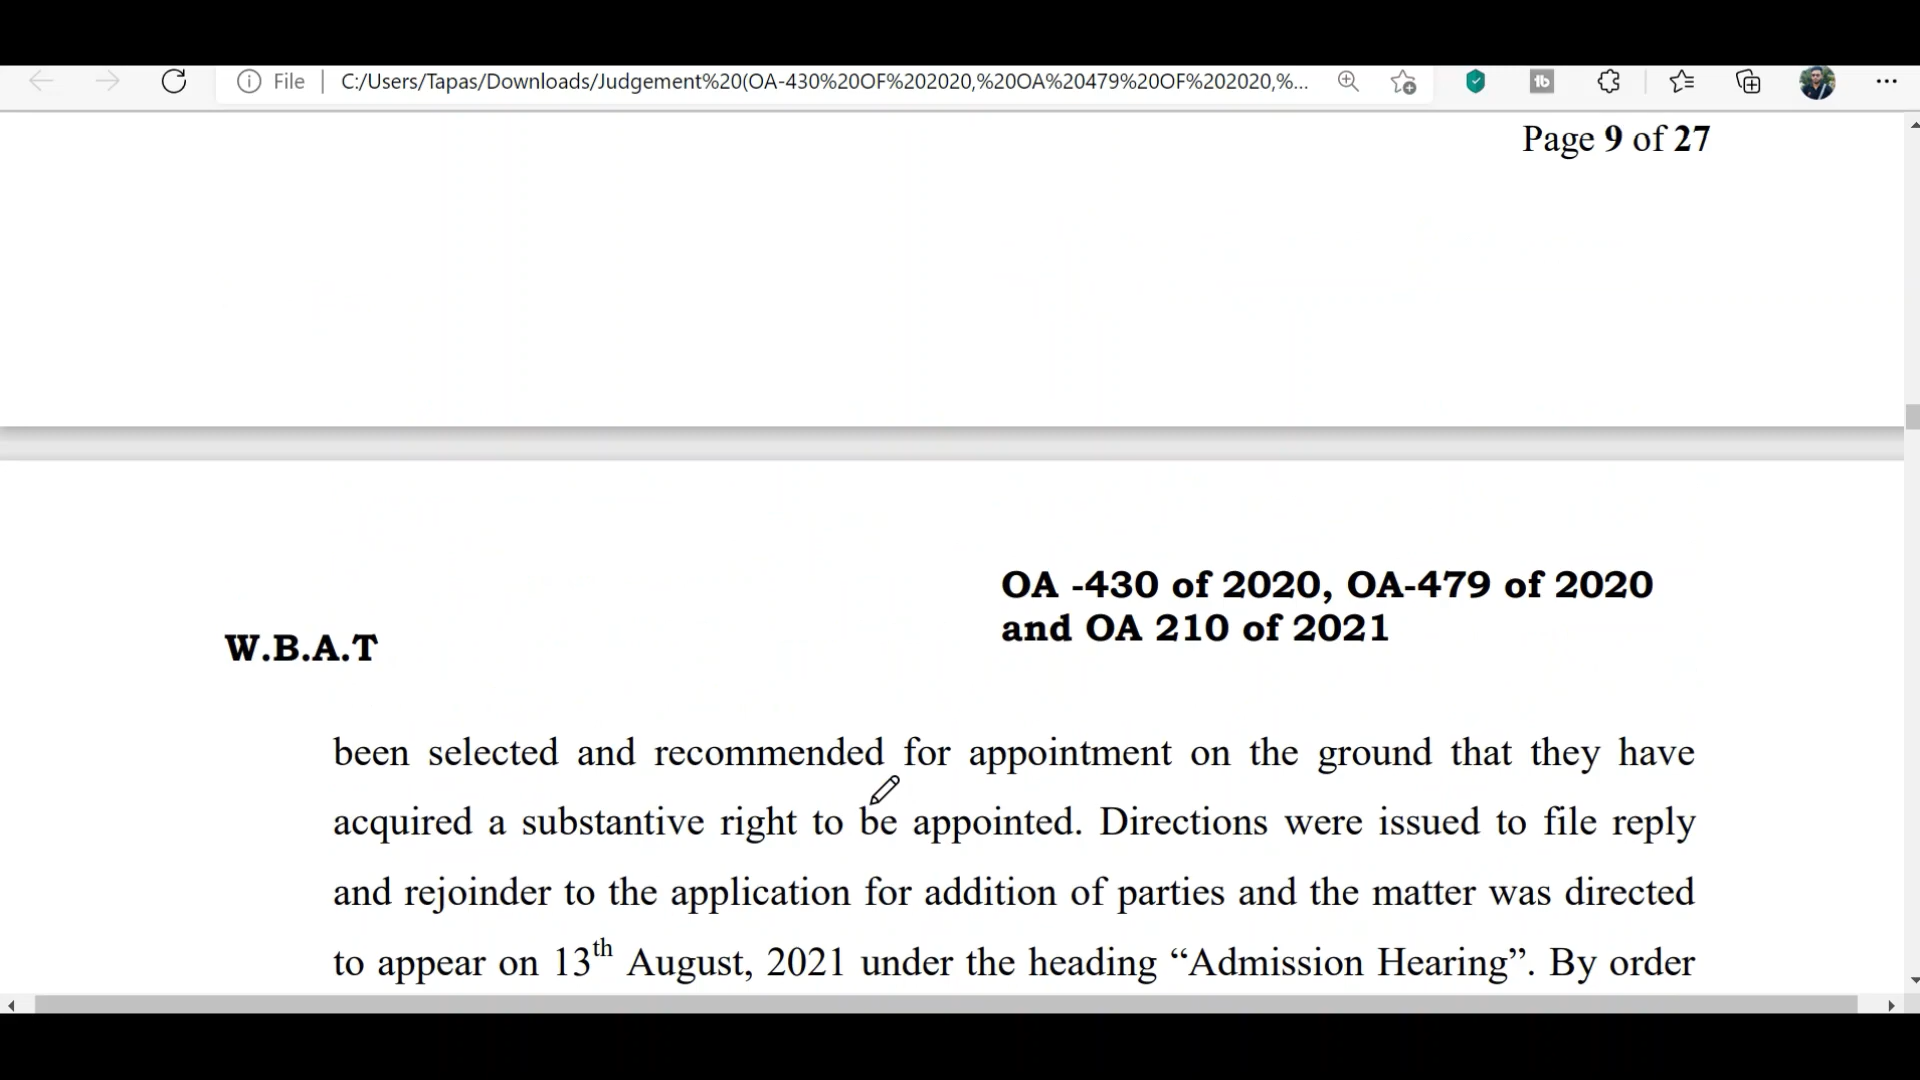 File
C:/Users/Tapas/Downloads/Judgement%20(OA-430%20OF%202020,%20OA%20479%20OF%202020,%...
Page 9 of 27
OA -430 of 2020, OA-479 of 2020
and OA 210 of 2021
W.B.A.T
been selected and recommended for appointment on the ground that they have
acquired a substantive right to be appointed. Directions were issued to file reply
and rejoinder to the application for addition of parties and the matter was directed
to appear on 13th August, 2021 under the heading “Admission Hearing”. By order